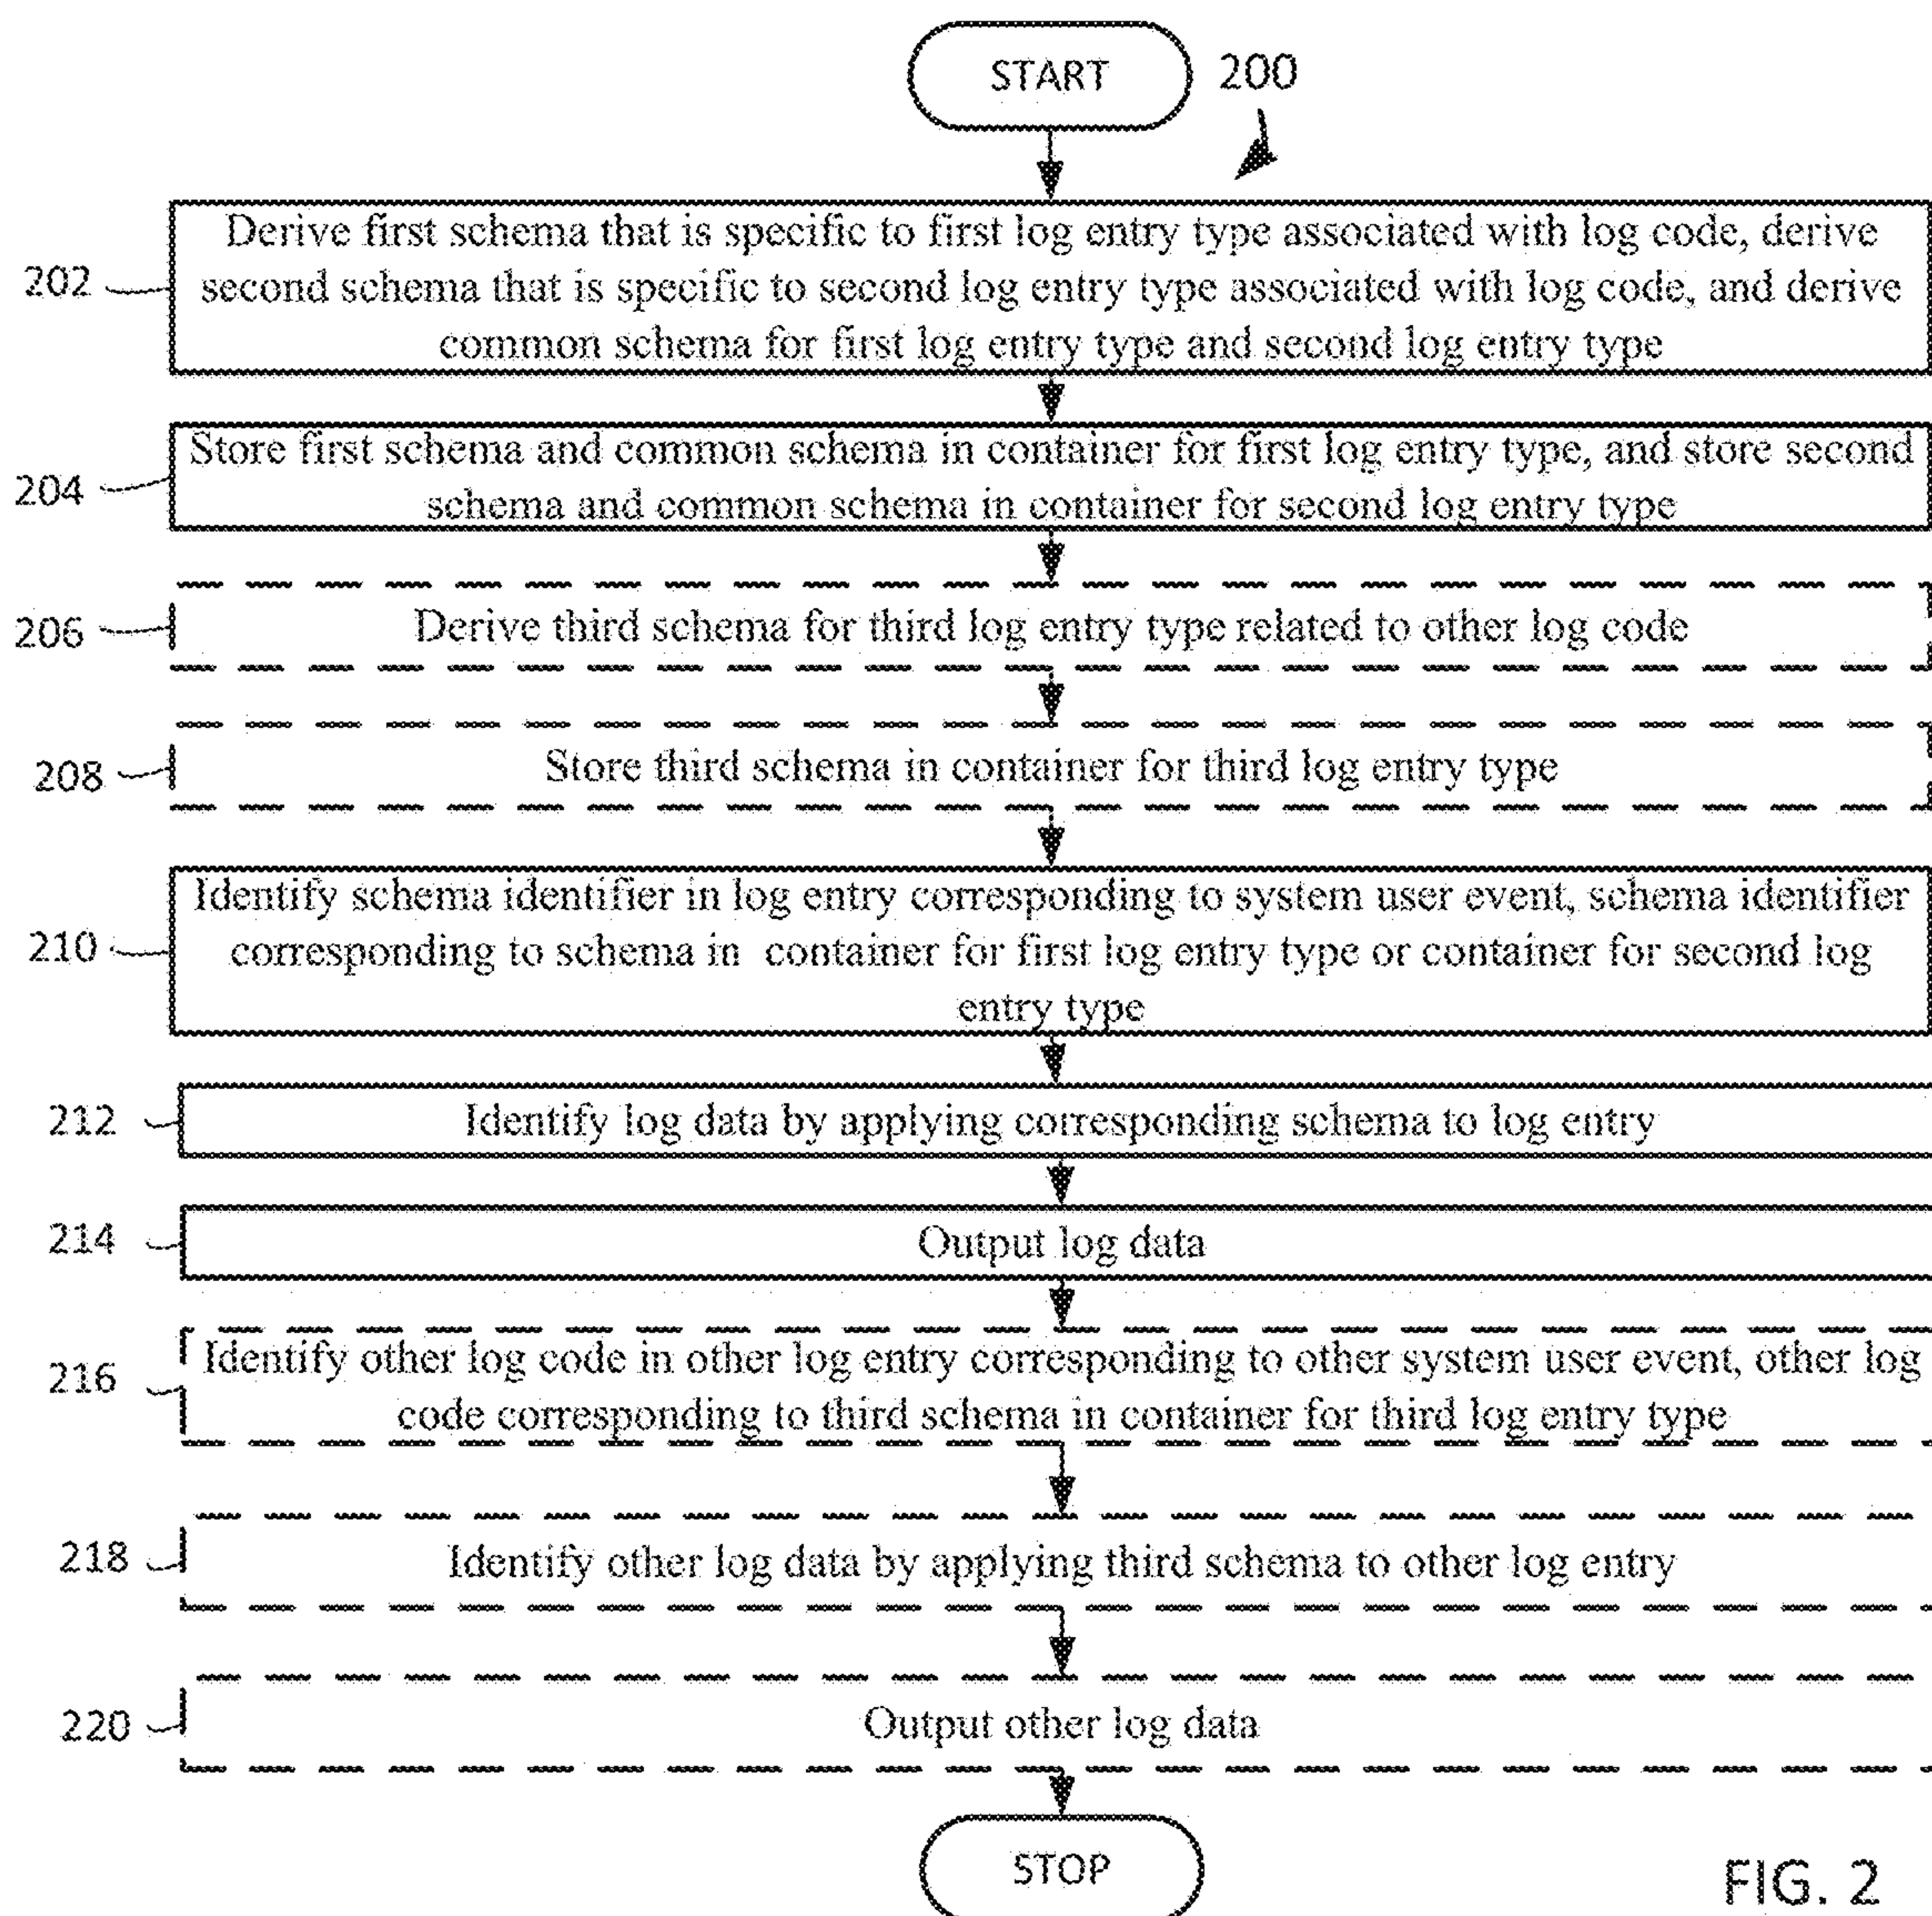 START
200
202
Derive first schema that is specific to first log entry type associated with log code, derive
second schema that is specific to second log entry type associated with log code, and derive
common schema for first log entry type and second log entry type
204
Store first schema and common schema in container for first log entry type, and store second
schema and common schema in container for second log entry type
206
Derive third schema for third log entry type related to other log code
208
Store third schema in container for third log entry type
210
Identify schema identifier in log entry corresponding to system user event, schema identifier
corresponding to schema in container for first log entry type or container for second log
entry type
212
Identify log data by applying corresponding schema to log entry
214
Output log data
216
Identify other log code in other log entry corresponding to other system user event, other log
code corresponding to third schema in container for third log entry type
218
Identify other log data by applying third schema to other log entry
220
Output other log data
STOP
FIG. 2